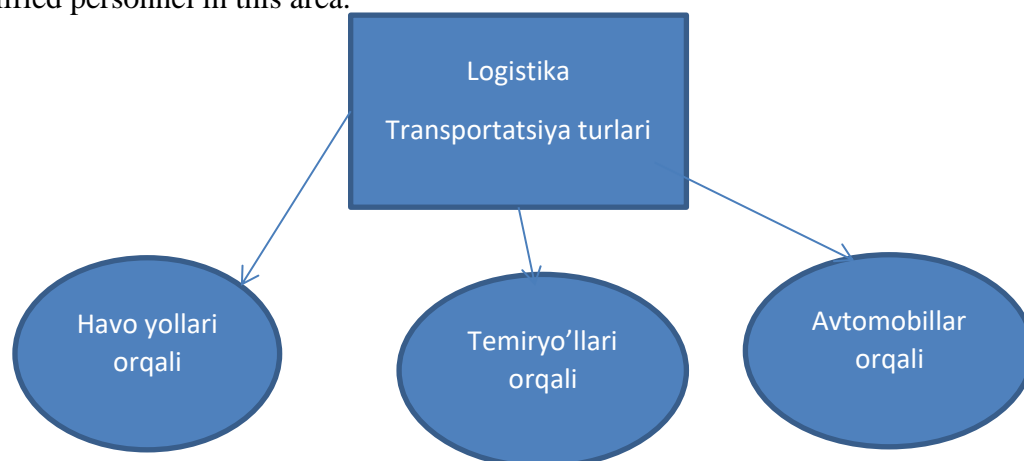 personnel in this area.
Logistika
Transportatsiya turlari
Havo yollari
orqali
Temiryo’llari
orqali
Avtomobillar
orqali